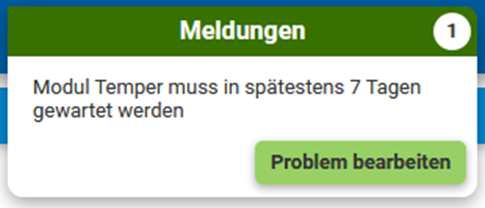 Meldungen 1
Modul Temper muss in spätestens 7 Tagen
gewartet werden
Problem bearbeiten